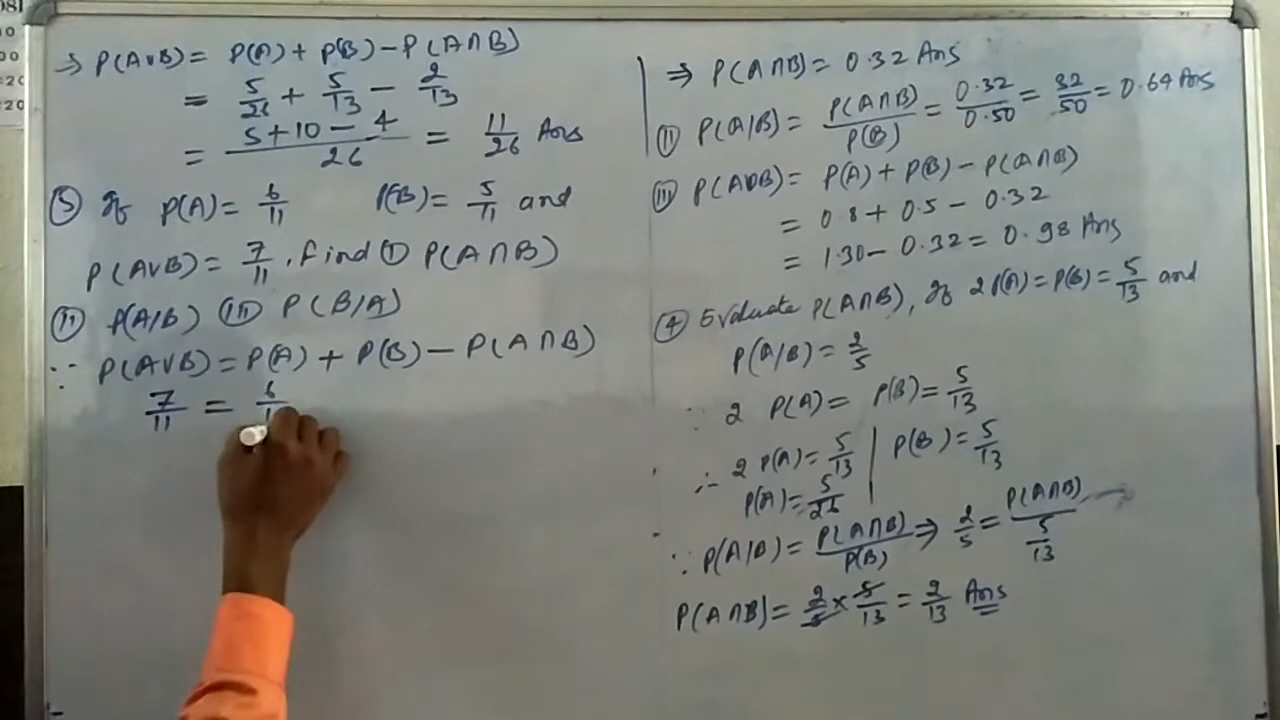 ⇒ P(A∪B) = P(A) + P(B) - P(A∩B)
= 5/26 + 5/13 - 2/13
= (5+10-4)/26 = 11/26 Ans
⑤ If P(A) = 6/11 P(B) = 5/11 and
P(A∪B) = 7/11, find ① P(A∩B)
ⓘⓘ P(A/B) ⓘⓘⓘ P(B/A)
∵ P(A∪B) = P(A) + P(B) - P(A∩B)
7/11 = 6/1
⇒ P(A∩B) = 0.32 Ans
ⓘⓘ P(A/B) = P(A∩B)/P(B) = 0.32/0.50 = 32/50 = 0.64 Ans
ⓘⓘⓘ P(A∪B) = P(A) + P(B) - P(A∩B)
= 0.8 + 0.5 - 0.32
= 1.30 - 0.32 = 0.98 Ans
④ Evaluate P(A∩B), If 2P(A) = P(B) = 5/13 and
P(A/B) = 2/5
∵ 2 P(A) = P(B) = 5/13
∴ 2 P(A) = 5/13 | P(B) = 5/13
P(A) = 5/26
∵ P(A/B) = P(A∩B)/P(B) ⇒ 2/5 = P(A∩B)/(5/13)
P(A∩B) = 2/5 × 5/13 = 2/13 Ans